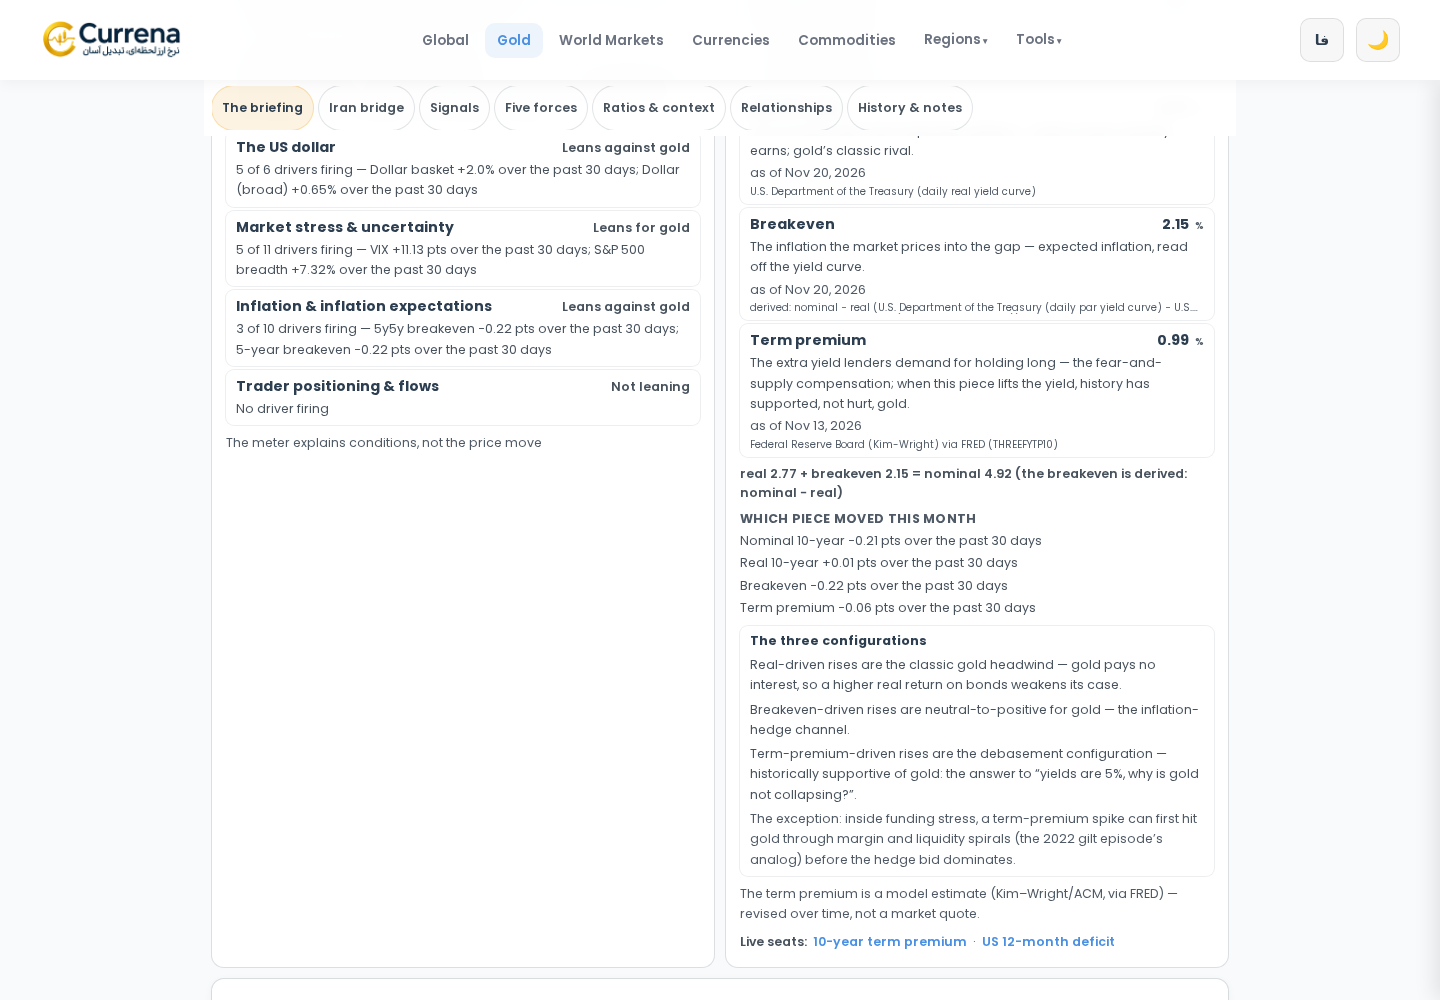 Currena
نرخ ارز لحظه‌ای، تبدیل آسان
Global
Gold
World Markets
Currencies
Commodities
Regions▾
Tools▾
فا
The briefing
Iran bridge
Signals
Five forces
Ratios & context
Relationships
History & notes
The US dollar
Leans against gold
5 of 6 drivers firing — Dollar basket +2.0% over the past 30 days; Dollar
(broad) +0.65% over the past 30 days
Market stress & uncertainty
Leans for gold
5 of 11 drivers firing — VIX +11.13 pts over the past 30 days; S&P 500
breadth +7.32% over the past 30 days
Inflation & inflation expectations
Leans against gold
3 of 10 drivers firing — 5y5y breakeven -0.22 pts over the past 30 days;
5-year breakeven -0.22 pts over the past 30 days
Trader positioning & flows
Not leaning
No driver firing
The meter explains conditions, not the price move
earns; gold’s classic rival.
as of Nov 20, 2026
U.S. Department of the Treasury (daily real yield curve)
Breakeven
2.15 %
The inflation the market prices into the gap — expected inflation, read
off the yield curve.
as of Nov 20, 2026
derived: nominal − real (U.S. Department of the Treasury (daily par yield curve) − U.S...
Term premium
0.99 %
The extra yield lenders demand for holding long — the fear-and-
supply compensation; when this piece lifts the yield, history has
supported, not hurt, gold.
as of Nov 13, 2026
Federal Reserve Board (Kim-Wright) via FRED (THREEFYTP10)
real 2.77 + breakeven 2.15 = nominal 4.92 (the breakeven is derived:
nominal − real)
WHICH PIECE MOVED THIS MONTH
Nominal 10-year -0.21 pts over the past 30 days
Real 10-year +0.01 pts over the past 30 days
Breakeven -0.22 pts over the past 30 days
Term premium -0.06 pts over the past 30 days
The three configurations
Real-driven rises are the classic gold headwind — gold pays no
interest, so a higher real return on bonds weakens its case.
Breakeven-driven rises are neutral-to-positive for gold — the inflation-
hedge channel.
Term-premium-driven rises are the debasement configuration —
historically supportive of gold: the answer to “yields are 5%, why is gold
not collapsing?”.
The exception: inside funding stress, a term-premium spike can first hit
gold through margin and liquidity spirals (the 2022 gilt episode’s
analog) before the hedge bid dominates.
The term premium is a model estimate (Kim–Wright/ACM, via FRED) —
revised over time, not a market quote.
Live seats: 10-year term premium · US 12-month deficit